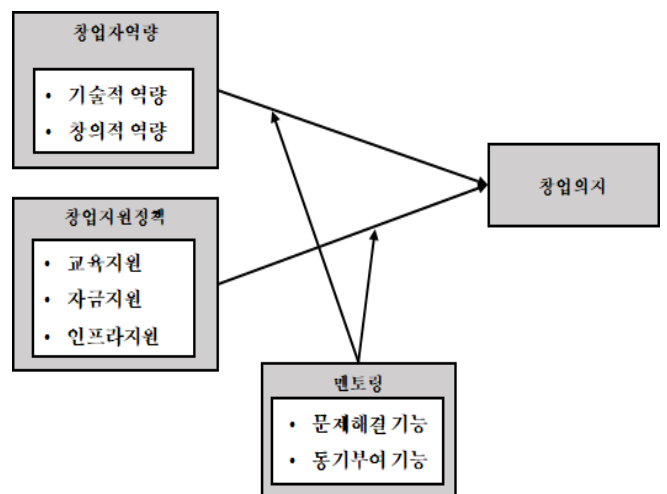 창업자역량
• 기술적 역량
• 창의적 역량
창업의지
창업지원정책
• 교육지원
• 자금지원
• 인프라지원
멘토링
• 문제해결 기능
• 동기부여 기능